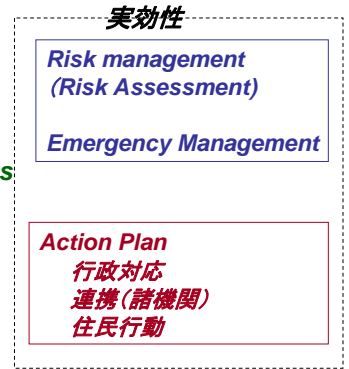 実効性
Risk management
（Risk Assessment)
Emergency Management
s
Action Plan
行政対応
連携（諸機関）
住民行動